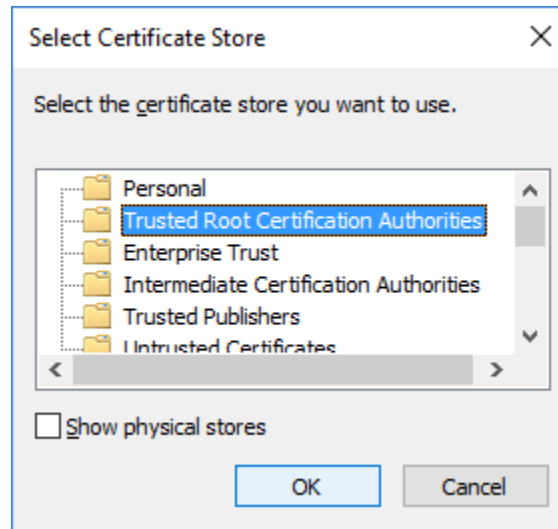 Select Certificate Store
Select the certificate store you want to use.
Personal
Trusted Root Certification Authorities
Enterprise Trust
Intermediate Certification Authorities
Trusted Publishers
Untrusted Certificates
Show physical stores
OK
Cancel